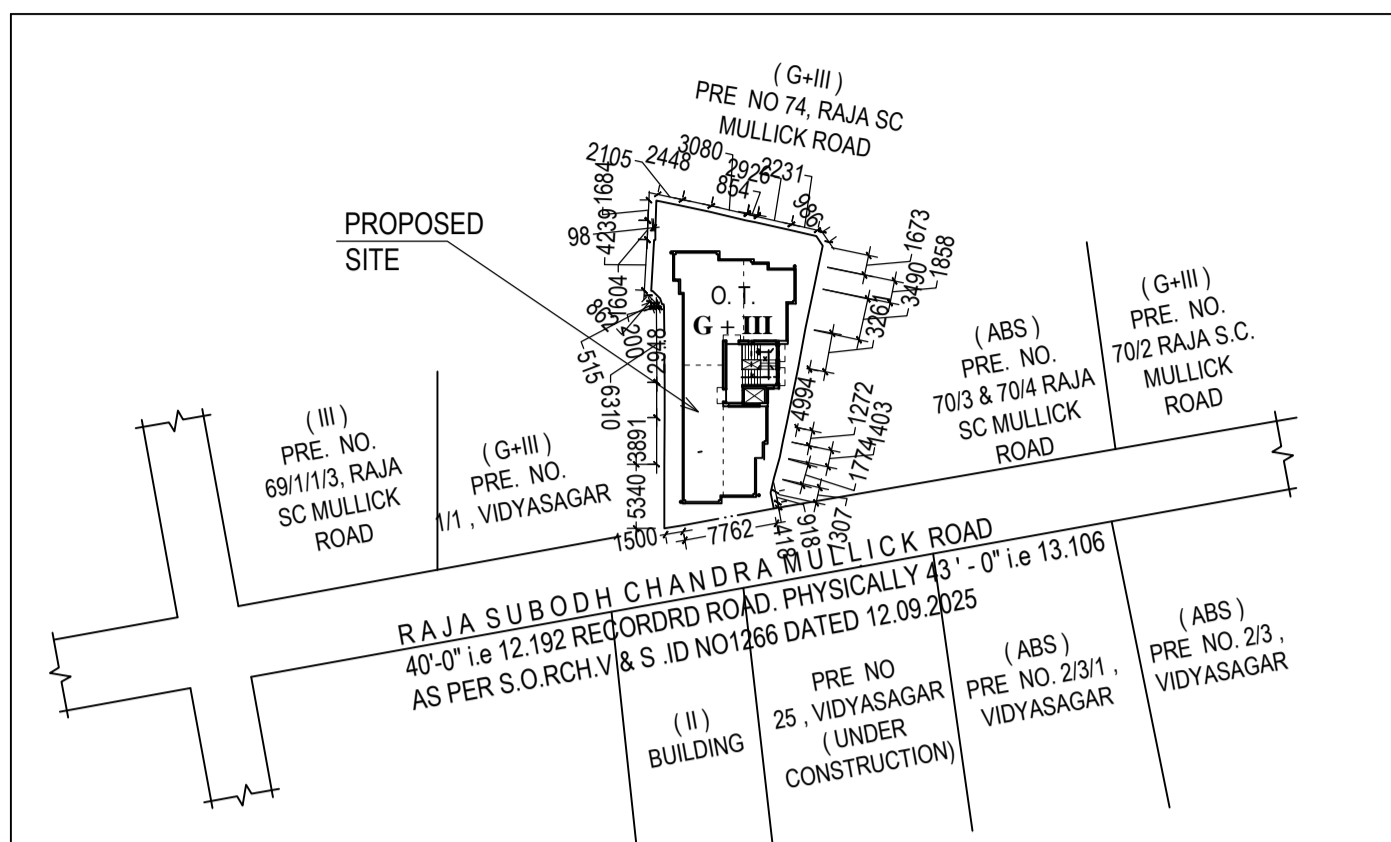 ( G+III )
PRE NO 74, RAJA SC
MULLICK ROAD
2105
2448
3080
854
2926
2231
986
1684
98
4239
1604
862
200
515
2948
6310
3891
5340
1500
7762
418
918
1307
1774
1403
1272
4994
3261
3490
1858
1673
PROPOSED
SITE
O. T.
G + III
( III )
PRE. NO.
69/1/1/3, RAJA
SC MULLICK
ROAD
( G+III )
PRE. NO.
1/1 , VIDYASAGAR
( ABS )
PRE. NO.
70/3 & 70/4 RAJA
SC MULLICK
ROAD
( G+III )
PRE. NO.
70/2 RAJA S.C.
MULLICK
ROAD
RAJA SUBODH CHANDRA MULLICK ROAD
40'-0" i.e 12.192 RECORDRD ROAD. PHYSICALLY 43 ' - 0" i.e 13.106
AS PER S.O.RCH.V & S .ID NO1266 DATED 12.09.2025
( II )
BUILDING
PRE NO
25 , VIDYASAGAR
( UNDER
CONSTRUCTION)
( ABS )
PRE NO. 2/3/1 ,
VIDYASAGAR
( ABS )
PRE NO. 2/3 ,
VIDYASAGAR